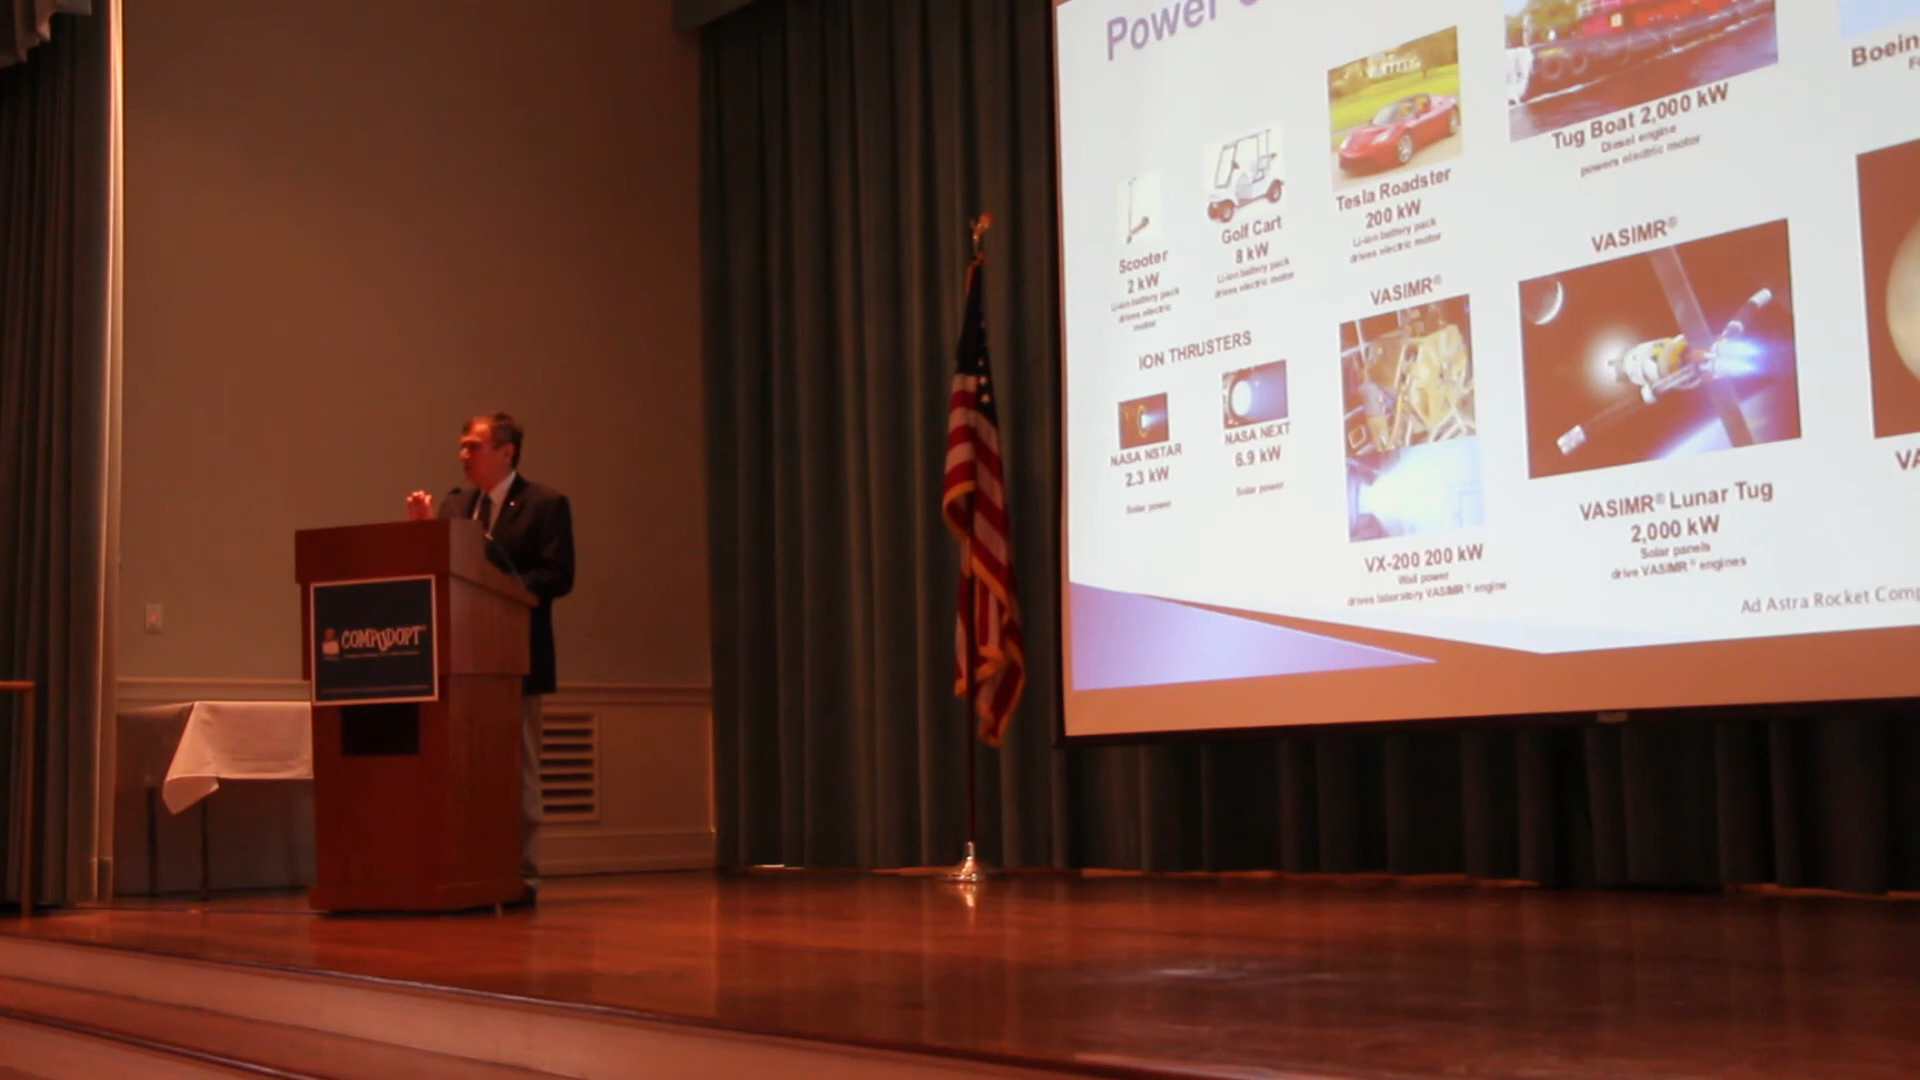 Power
Scooter
2 kW
Li-ion battery pack
drives electric
motor
Golf Cart
8 kW
Li-ion battery pack
drives electric motor
Tesla Roadster
200 kW
Li-ion battery pack
drives electric motor
Tug Boat 2,000 kW
Diesel engine
powers electric motor
Boein
ION THRUSTERS
NASA NSTAR
2.3 kW
Solar power
NASA NEXT
6.9 kW
Solar power
VASIMR®
VX-200 200 kW
Wall power
drives laboratory VASIMR® engine
VASIMR®
VASIMR® Lunar Tug
2,000 kW
Solar panels
drive VASIMR® engines
VA
Ad Astra Rocket Comp
COMPUDOPT